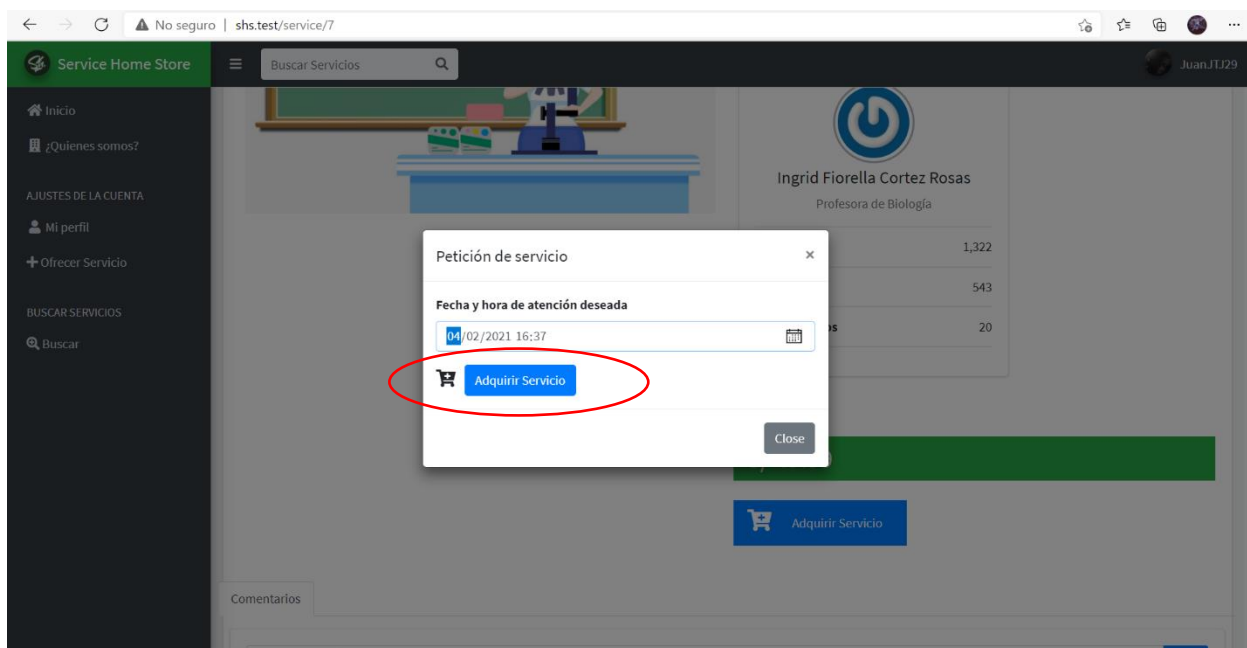 No seguro | shs.test/service/7
Service Home Store
Buscar Servicios
JuanJTJ29
Inicio
¿Quienes somos?
AJUSTES DE LA CUENTA
Mi perfil
+ Ofrecer Servicio
BUSCAR SERVICIOS
Buscar
Ingrid Fiorella Cortez Rosas
Profesora de Biología
1,322
543
20
Petición de servicio ×
Fecha y hora de atención deseada
04/02/2021 16:37
Adquirir Servicio
Close
Adquirir Servicio
Comentarios